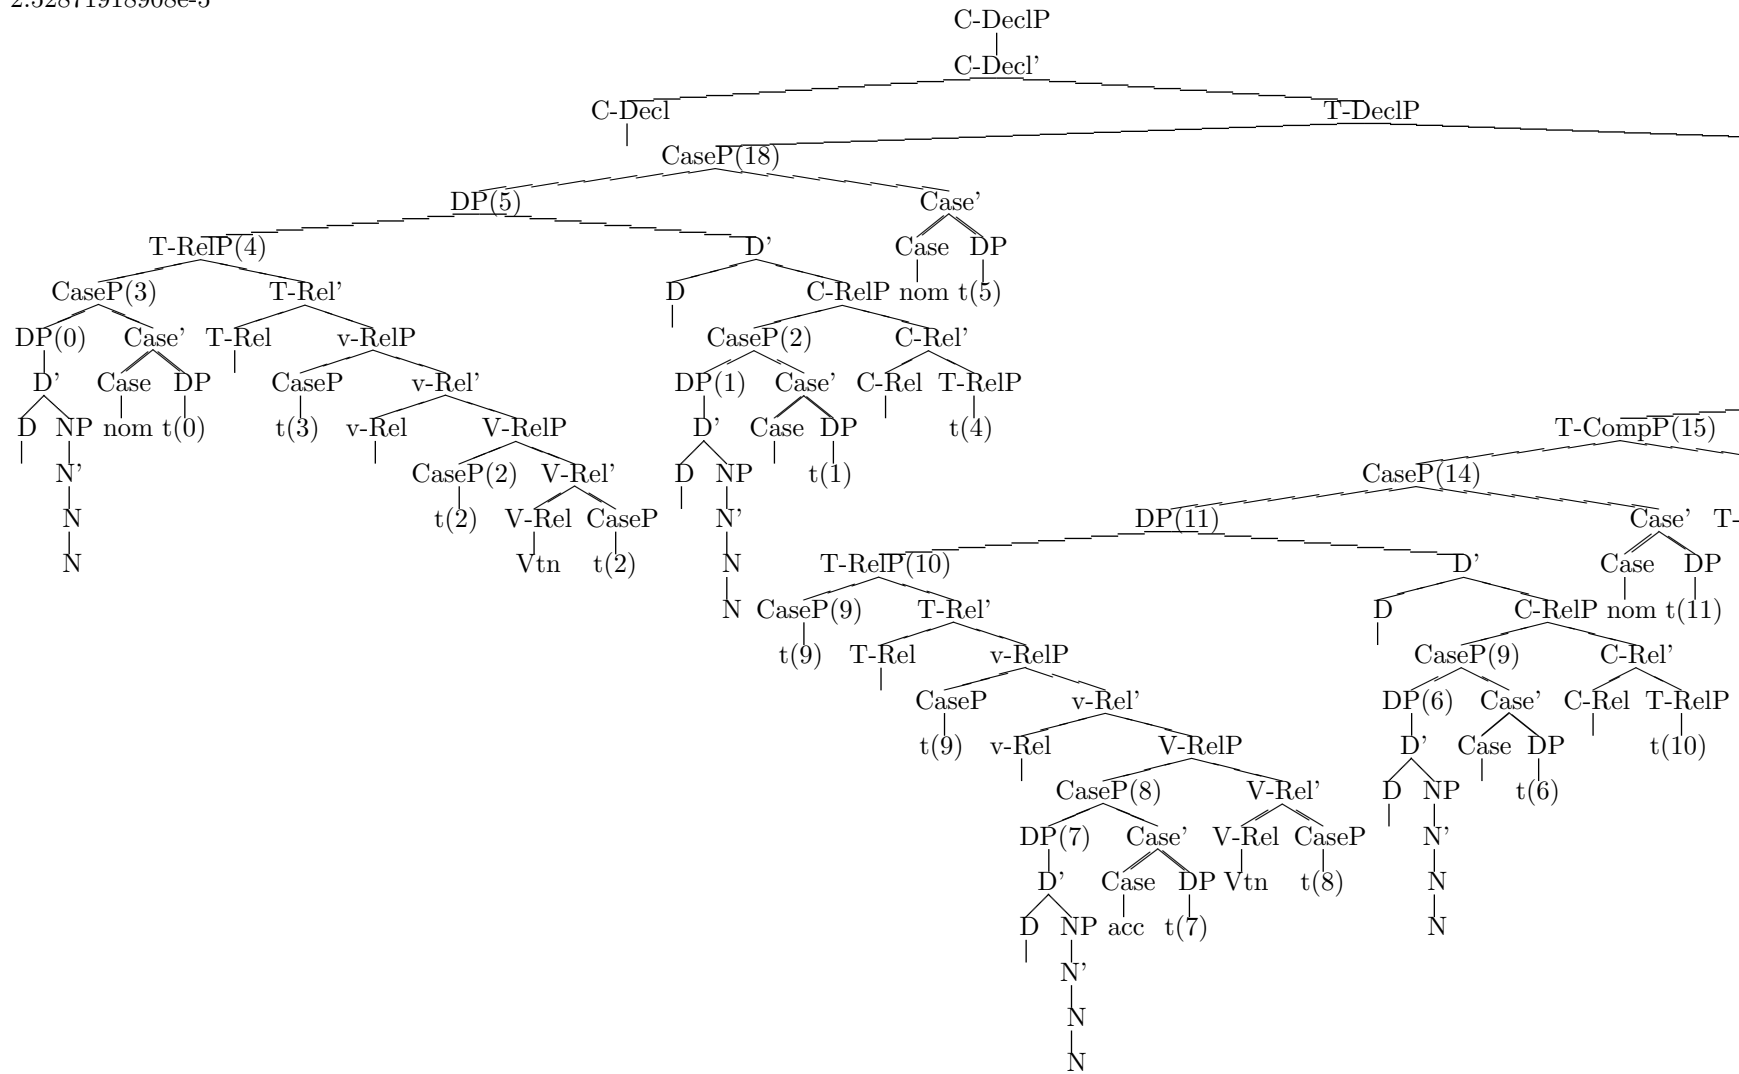 2.52871918908e-5
C-DeclP
C-Decl'
C-Decl T-DeclP
CaseP(18)
DP(5) Case'
T-RelP(4) D' Case DP
CaseP(3) T-Rel' D C-RelP nom t(5)
DP(0) Case' T-Rel v-RelP CaseP(2) C-Rel'
D' Case DP CaseP v-Rel' DP(1) Case' C-Rel T-RelP
D NP nom t(0) t(3) v-Rel V-RelP D' Case DP t(4) T-CompP(15)
N' CaseP(2) V-Rel' D NP t(1) CaseP(14)
N t(2) V-Rel CaseP N' DP(11) Case' T-
N Vtn t(2) N T-RelP(10) D' Case DP
N CaseP(9) T-Rel' D C-RelP nom t(11)
t(9) T-Rel v-RelP CaseP(9) C-Rel'
CaseP v-Rel' DP(6) Case' C-Rel T-RelP
t(9) v-Rel V-RelP D' Case DP t(10)
CaseP(8) V-Rel' D NP t(6)
DP(7) Case' V-Rel CaseP N'
D' Case DP Vtn t(8) N
D NP acc t(7) N
N'
N
N